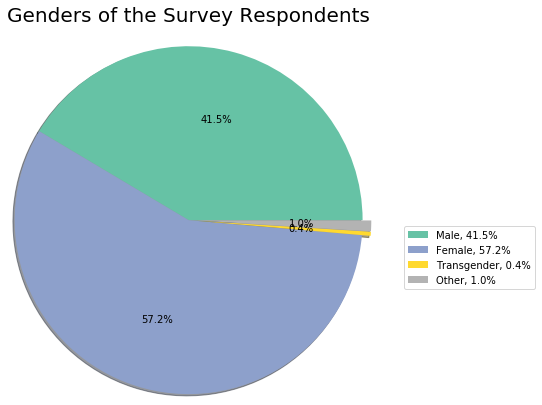 Genders of the Survey Respondents
41.5%
1.0%
0.4%
57.2%
Male, 41.5%
Female, 57.2%
Transgender, 0.4%
Other, 1.0%